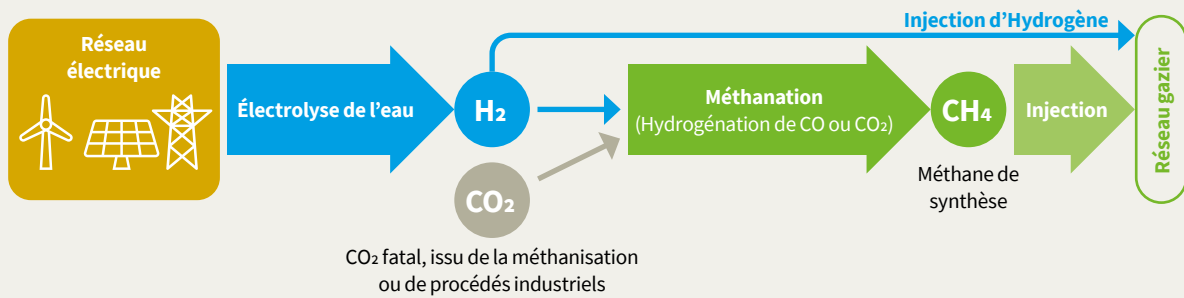 Injection d’Hydrogène
Réseau
électrique
Électrolyse de l’eau
H₂
Méthanation
(Hydrogénation de CO ou CO₂)
CH₄
Injection
Réseau gazier
CO₂
Méthane de
synthèse
CO₂ fatal, issu de la méthanisation
ou de procédés industriels